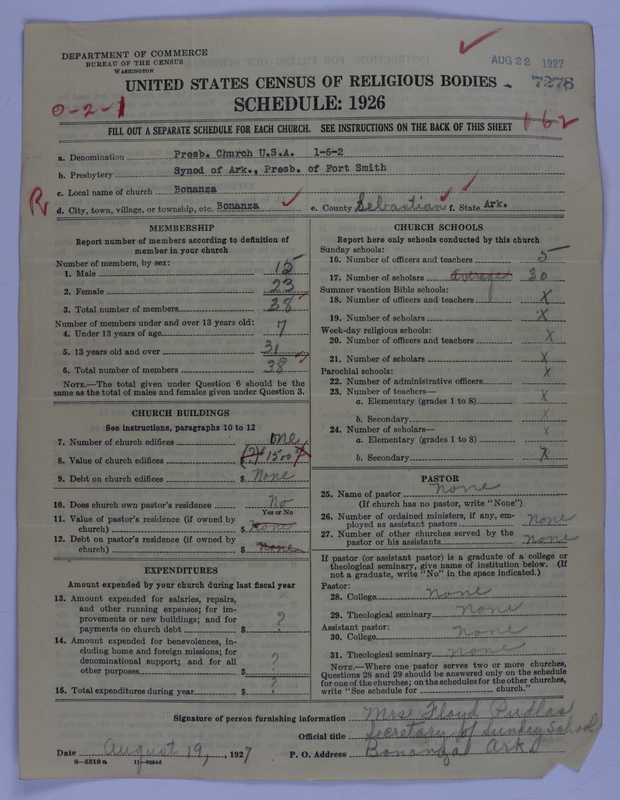 DEPARTMENT OF COMMERCE
BUREAU OF THE CENSUS
WASHINGTON
AUG 22 1927
7276
UNITED STATES CENSUS OF RELIGIOUS BODIES
SCHEDULE: 1926
0-2-1
162
FILL OUT A SEPARATE SCHEDULE FOR EACH CHURCH. SEE INSTRUCTIONS ON THE BACK OF THIS SHEET
a. Denomination Presb. Church U.S.A. 1-6-2
b. Presbytery Synod of Ark., Presb. of Fort Smith
c. Local name of church Bonanza
R
d. City, town, village, or township, etc. Bonanza e. County Sebastian f. State Ark.
MEMBERSHIP
Report number of members according to definition of
member in your church
Number of members, by sex:
1. Male 15
2. Female 23
3. Total number of members 38
Number of members under and over 13 years old:
4. Under 13 years of age 7
5. 13 years old and over 31
6. Total number of members 38
NOTE.—The total given under Question 6 should be the
same as the total of males and females given under Question 3.
CHURCH BUILDINGS
See instructions, paragraphs 10 to 12
7. Number of church edifices one
8. Value of church edifices $ 1500
9. Debt on church edifices $ None
10. Does church own pastor's residence No
Yes or No
11. Value of pastor's residence (if owned by
church) $ None
12. Debt on pastor's residence (if owned by
church) $ None
EXPENDITURES
Amount expended by your church during last fiscal year
13. Amount expended for salaries, repairs,
and other running expenses; for im-
provements or new buildings; and for
payments on church debt $ ?
14. Amount expended for benevolences, in-
cluding home and foreign missions; for
denominational support; and for all
other purposes $ ?
15. Total expenditures during year $ ?
CHURCH SCHOOLS
Report here only schools conducted by this church
Sunday schools:
16. Number of officers and teachers 5
17. Number of scholars averages 30
Summer vacation Bible schools:
18. Number of officers and teachers X
19. Number of scholars X
Week-day religious schools:
20. Number of officers and teachers X
21. Number of scholars X
Parochial schools: X
22. Number of administrative officers
23. Number of teachers—
a. Elementary (grades 1 to 8) X
b. Secondary X
24. Number of scholars— X
a. Elementary (grades 1 to 8)
b. Secondary X
PASTOR
25. Name of pastor none
(If church has no pastor, write "None")
26. Number of ordained ministers, if any, em-
ployed as assistant pastors none
27. Number of other churches served by the
pastor or his assistants none
If pastor (or assistant pastor) is a graduate of a college or
theological seminary, give name of institution below. (If
not a graduate, write "No" in the space indicated.)
Pastor:
28. College none
29. Theological seminary none
Assistant pastor:
30. College none
31. Theological seminary none
NOTE.—Where one pastor serves two or more churches,
Questions 28 and 29 should be answered only on the schedule
for one of the churches; on the schedules for the other churches,
write "See schedule for church."
Signature of person furnishing information Mrs Floyd Pudlas
Official title Secretary of Sunday School
Date August 19, 1927 P. O. Address Bonanza Ark
8-5518a